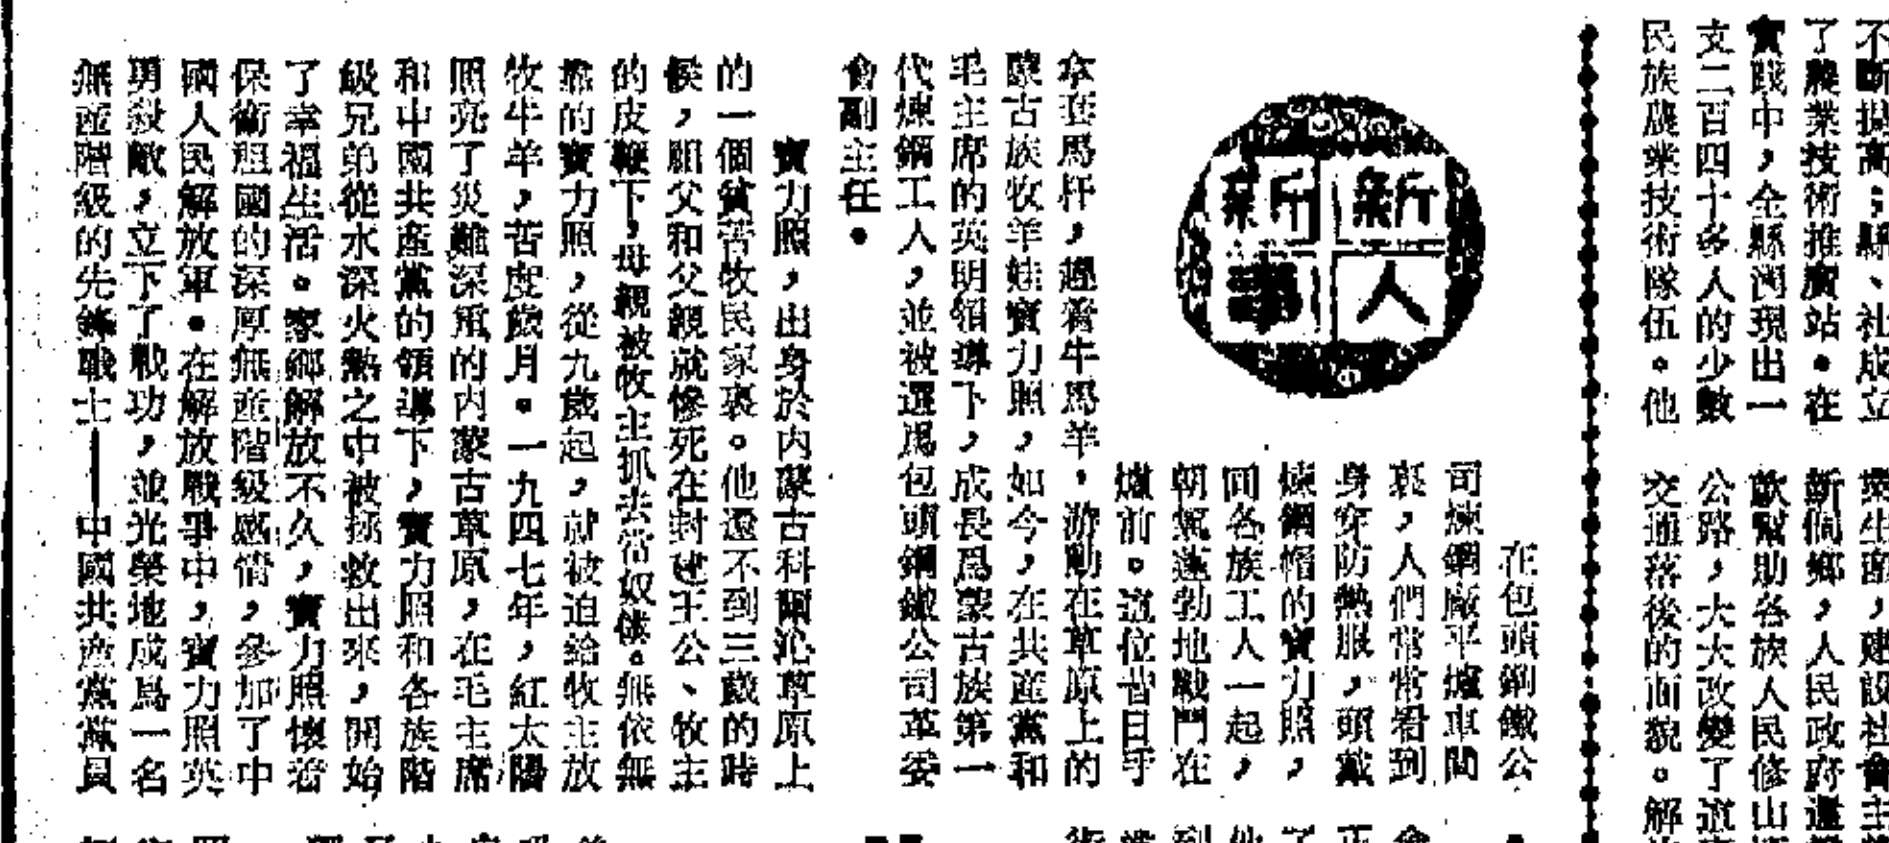 不斷提高;縣、社成立
了農業技術推廣站。在
實踐中,全縣湧現出一
支二百四十多人的少數
民族農業技術隊伍。他
,建設社會主
新侗鄉,人民政府還
幫助各族人民修山
公路,大大改變了這
交通落後的面貌。解
新人新事
在包頭鋼鐵公
司煉鋼廠平爐車間
裏,人們常常看到
身穿防熱服,頭戴
煉鋼帽的寶力照,
同各族工人一起,
朝氣蓬勃地戰鬥在
爐前。這位昔日手
拿套馬杆,趕着牛馬羊,游動在草原上的
蒙古族牧羊娃寶力照,如今,在共產黨和
毛主席的英明領導下,成長爲蒙古族第一
代煉鋼工人,並被選爲包頭鋼鐵公司革委
會副主任。
寶力照,出身於內蒙古科爾沁草原上
的一個貧苦牧民家裏。他還不到三歲的時
候,祖父和父親就慘死在封建王公、牧主
的皮鞭下,母親被牧主抓去當奴僕。無依無
靠的寶力照,從九歲起,就被迫給牧主放
牧牛羊,苦度歲月。一九四七年,紅太陽
照亮了災難深重的內蒙古草原,在毛主席
和中國共產黨的領導下,寶力照和各族階
級兄弟從水深火熱之中被拯救出來,開始
了幸福生活。家鄉解放不久,寶力照懷着
保衛祖國的深厚無產階級感情,參加了中
國人民解放軍。在解放戰爭中,寶力照英
勇殺敵,立下了戰功,並光榮地成爲一名
無產階級的先鋒戰士——中國共產黨黨員